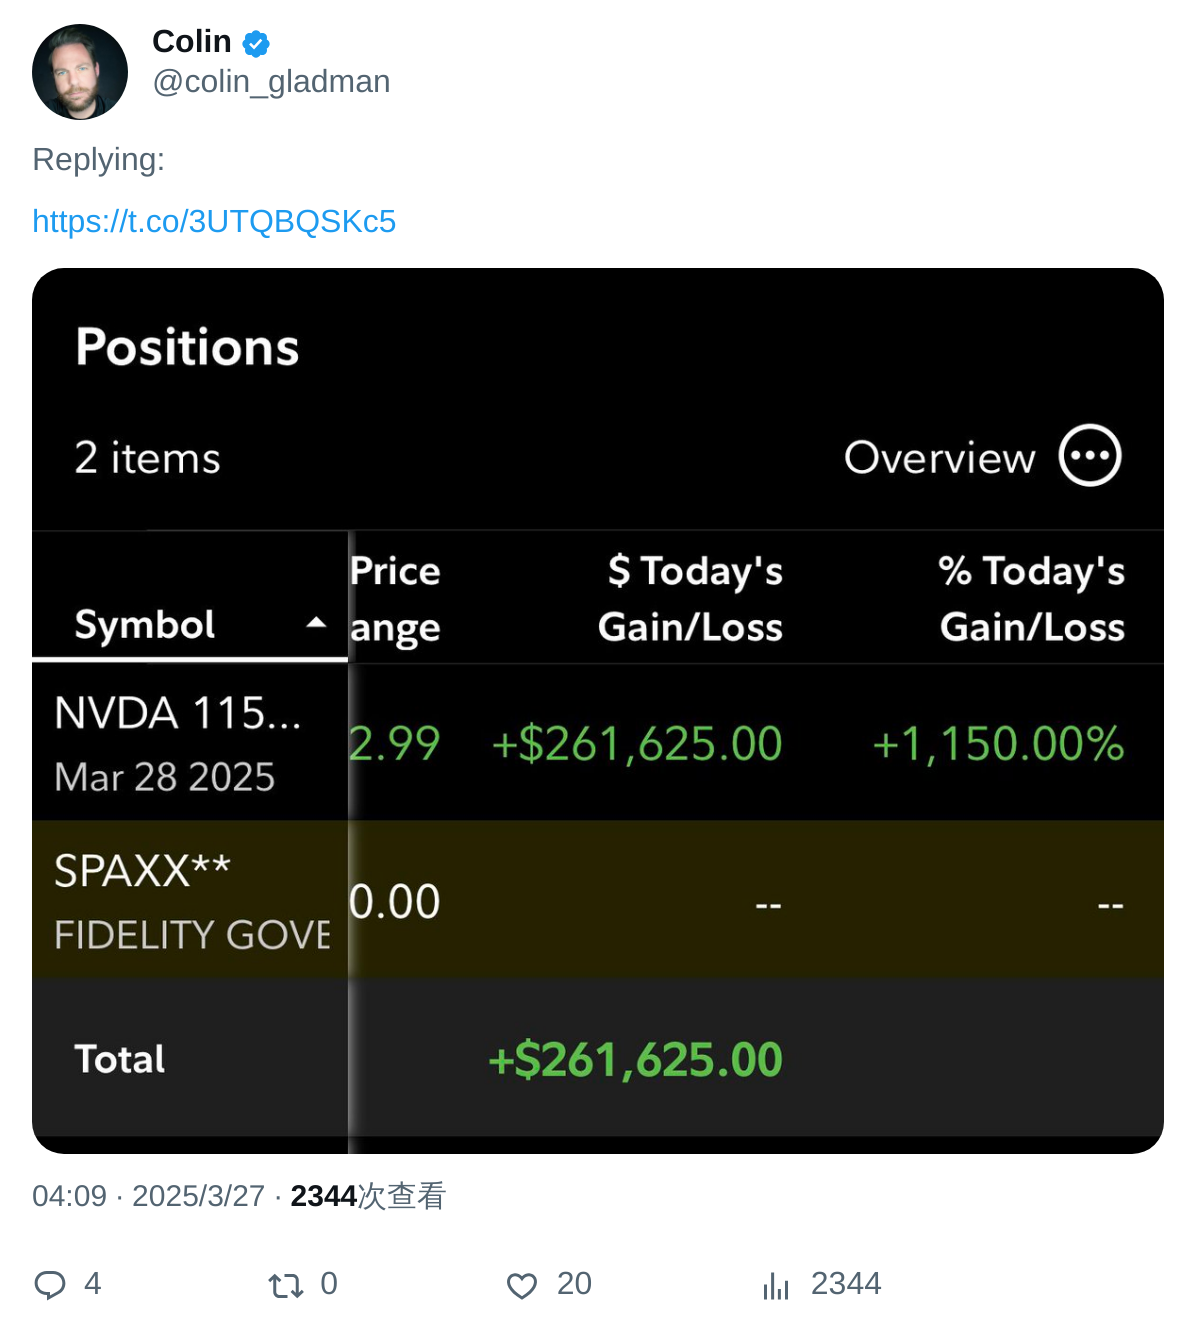 Colin
@colin_gladman
Replying:
https://t.co/3UTQBQSKc5
Positions
2 items
Overview
Symbol
Price
ange
$ Today's
Gain/Loss
% Today's
Gain/Loss
NVDA 115...
Mar 28 2025
2.99
+$261,625.00
+1,150.00%
SPAXX**
FIDELITY GOVE
0.00
--
--
Total
+$261,625.00
04:09 · 2025/3/27 · 2344次查看
4
0
20
2344